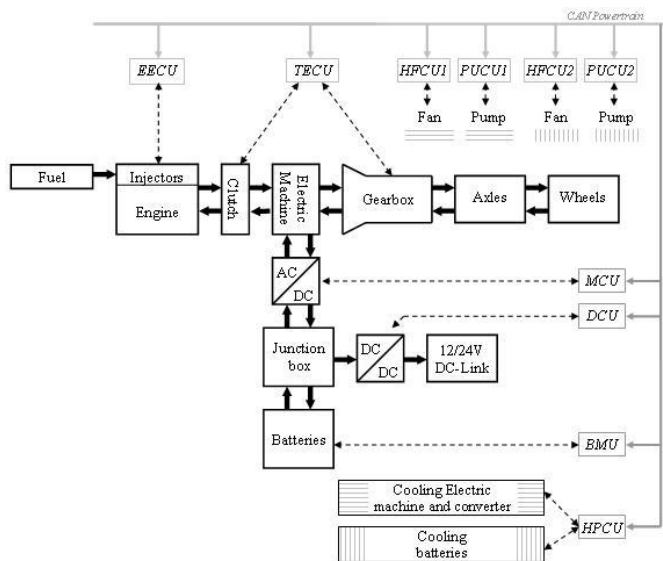 CAN Powertrain
EECU
TECU
HFCU1
PUCU1
HFCU2
PUCU2
Fan
Pump
Fan
Pump
Fuel
Injectors
Engine
Clutch
Electric
Machine
Gearbox
Axles
Wheels
AC
DC
MCU
DCU
Junction
box
DC
DC
12/24V
DC-Link
Batteries
BMU
Cooling Electric
machine and converter
HPCU
Cooling
batteries